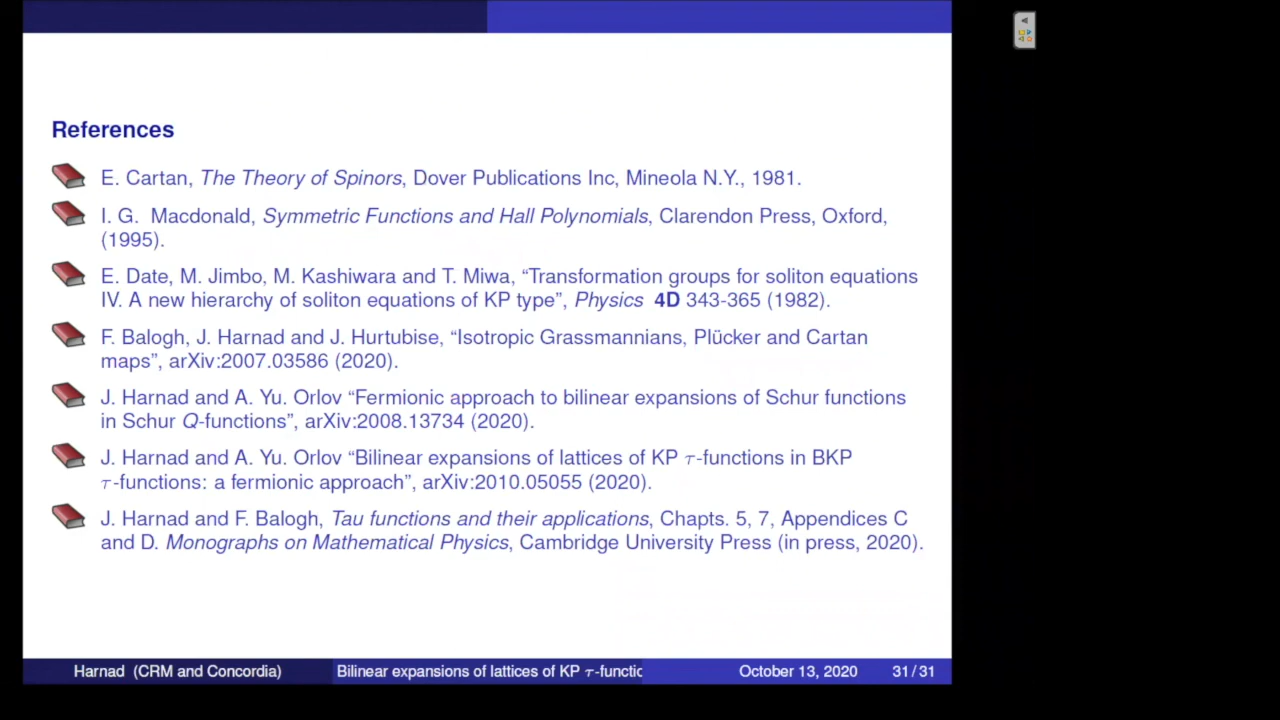 References
E. Cartan, The Theory of Spinors, Dover Publications Inc, Mineola N.Y., 1981.
I. G. Macdonald, Symmetric Functions and Hall Polynomials, Clarendon Press, Oxford,
(1995).
E. Date, M. Jimbo, M. Kashiwara and T. Miwa, “Transformation groups for soliton equations
IV. A new hierarchy of soliton equations of KP type”, Physics 4D 343-365 (1982).
F. Balogh, J. Harnad and J. Hurtubise, “Isotropic Grassmannians, Plücker and Cartan
maps”, arXiv:2007.03586 (2020).
J. Harnad and A. Yu. Orlov “Fermionic approach to bilinear expansions of Schur functions
in Schur Q-functions”, arXiv:2008.13734 (2020).
J. Harnad and A. Yu. Orlov “Bilinear expansions of lattices of KP τ-functions in BKP
τ-functions: a fermionic approach”, arXiv:2010.05055 (2020).
J. Harnad and F. Balogh, Tau functions and their applications, Chapts. 5, 7, Appendices C
and D. Monographs on Mathematical Physics, Cambridge University Press (in press, 2020).
Harnad (CRM and Concordia) Bilinear expansions of lattices of KP τ-functic October 13, 2020 31 / 31